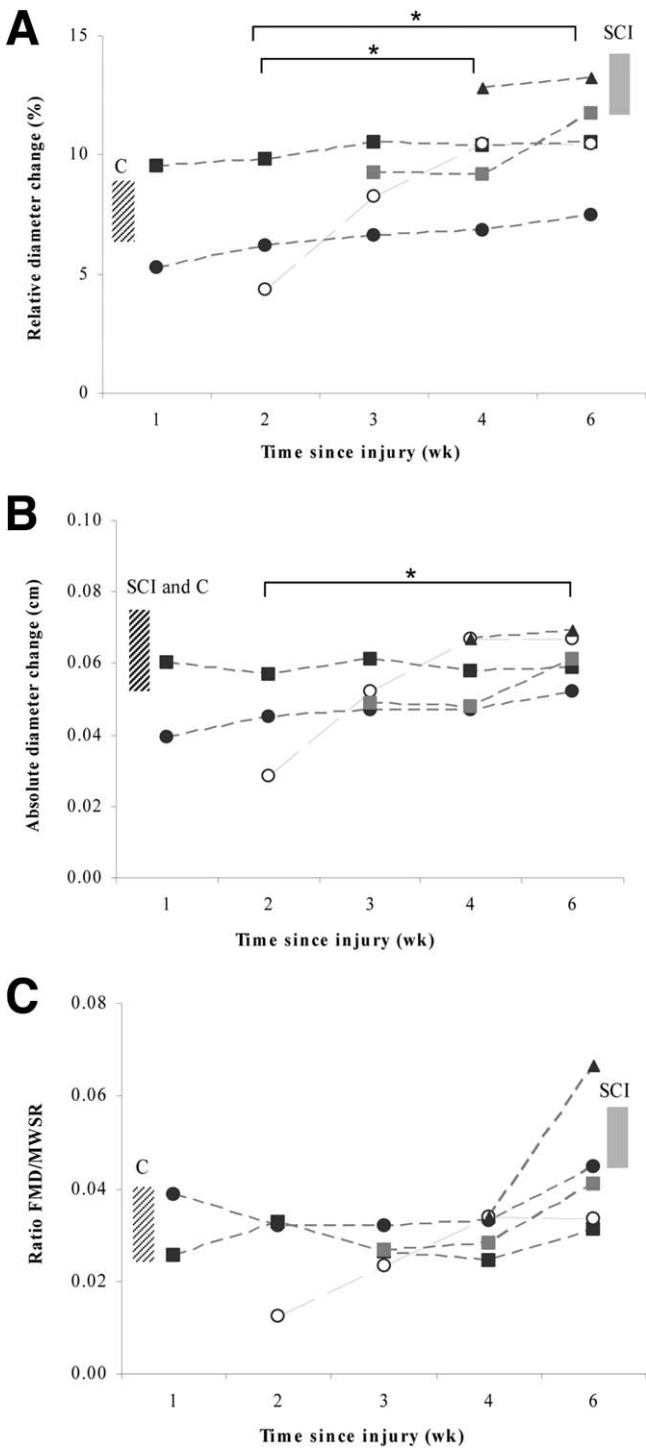 A
*
SCI
*
15
10
5
0
C
Relative diameter change (%)
1 2 3 4 6
Time since injury (wk)
B
0.10
0.08
0.06
0.04
0.02
0.00
SCI and C
*
Absolute diameter change (cm)
1 2 3 4 6
Time since injury (wk)
C
0.08
0.06
0.04
0.02
0.00
SCI
C
Ratio FMD/MWSR
1 2 3 4 6
Time since injury (wk)